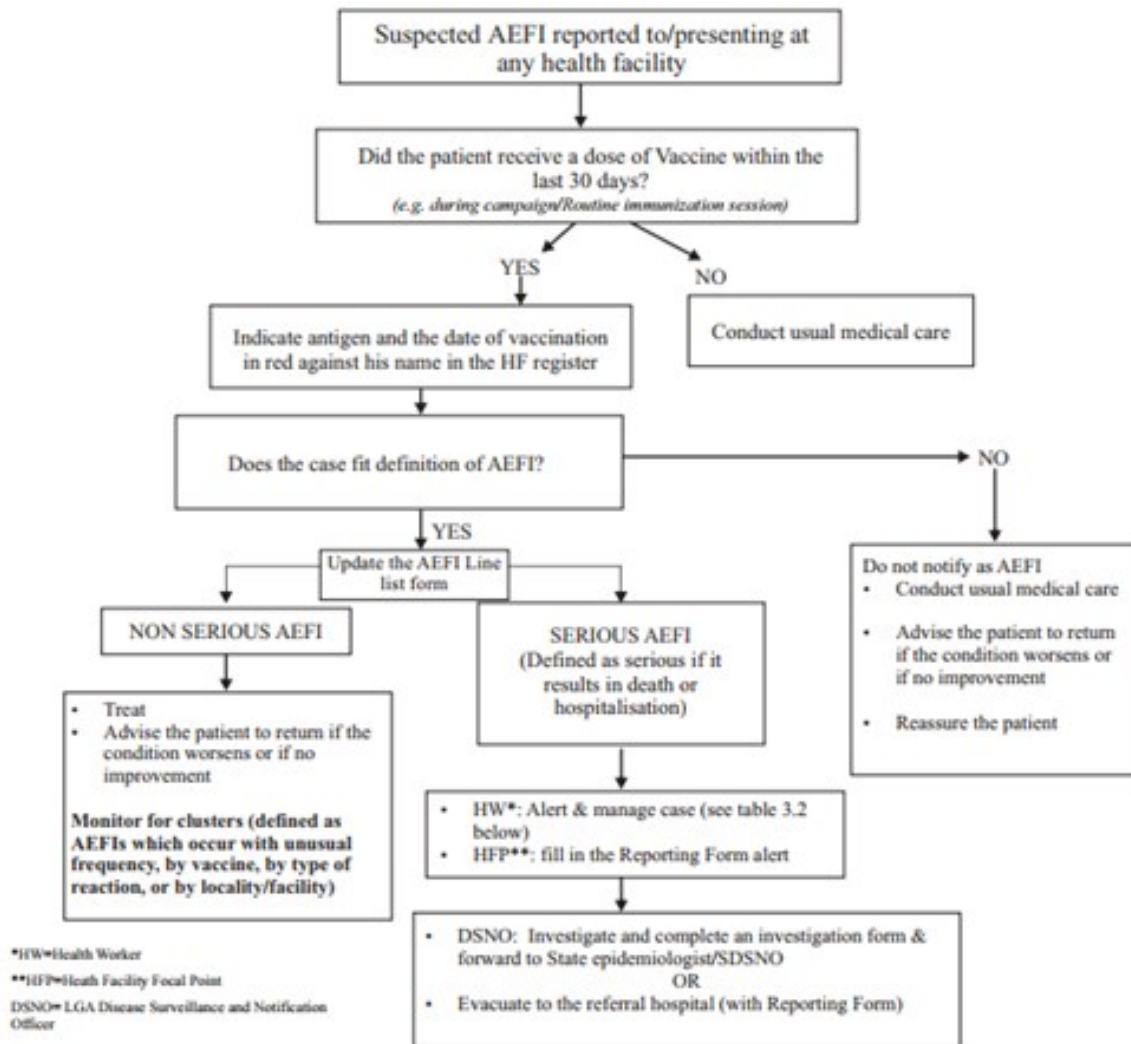 Suspected AEFI reported to/presenting at
any health facility
Did the patient receive a dose of Vaccine within the
last 30 days?
(e.g. during campaign/Routine immunization session)
YES
NO
Indicate antigen and the date of vaccination
in red against his name in the HF register
Conduct usual medical care
Does the case fit definition of AEFI?
NO
YES
Update the AEFI Line
list form
NON SERIOUS AEFI
• Treat
• Advise the patient to return if the
condition worsens or if no
improvement
Monitor for clusters (defined as
AEFIs which occur with unusual
frequency, by vaccine, by type of
reaction, or by locality/facility)
SERIOUS AEFI
(Defined as serious if it
results in death or
hospitalisation)
Do not notify as AEFI
• Conduct usual medical care
• Advise the patient to return
if the condition worsens or
if no improvement
• Reassure the patient
• HW*: Alert & manage case (see table 3.2
below)
• HFP**: fill in the Reporting Form alert
• DSNO: Investigate and complete an investigation form &
forward to State epidemiologist/SDSNO
OR
• Evacuate to the referral hospital (with Reporting Form)
*HW=Health Worker
**HFP=Heath Facility Focal Point
DSNO= LGA Disease Surveillance and Notification
Officer